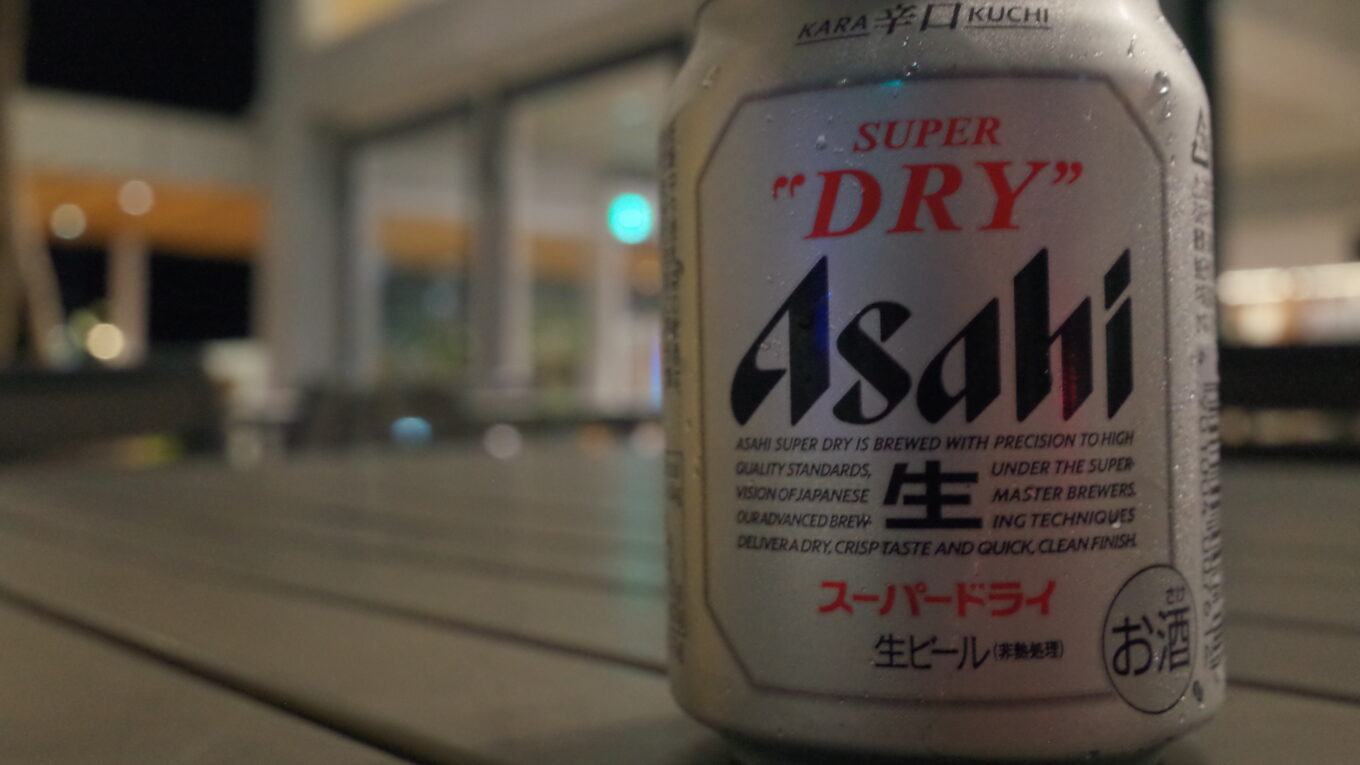 KARA 辛口 KUCHI
SUPER
"DRY"
Asahi
ASAHI SUPER DRY IS BREWED WITH PRECISION TO HIGH
QUALITY STANDARDS, UNDER THE SUPER-
VISION OF JAPANESE 生 MASTER BREWERS.
OUR ADVANCED BREW- ING TECHNIQUES
DELIVER A DRY, CRISP TASTE AND QUICK, CLEAN FINISH.
スーパードライ
生ビール(非熱処理)
さけ
お酒